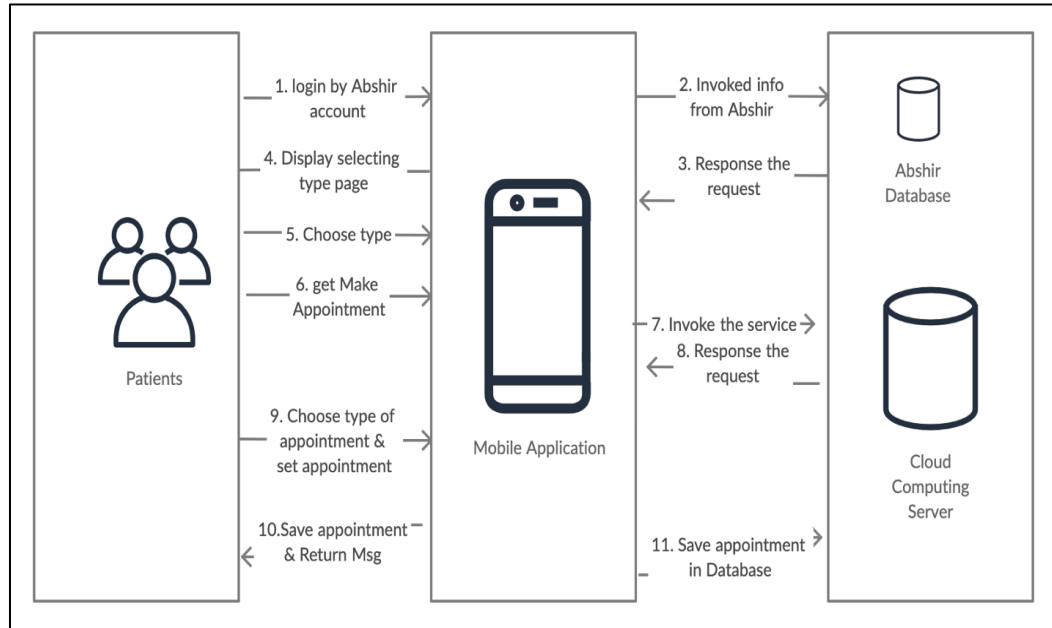 1. login by Abshir
account
2. Invoked info
from Abshir
4. Display selecting
type page
3. Response the
request
Abshir
Database
5. Choose type
6. get Make
Appointment
7. Invoke the service
8. Response the
request
Patients
9. Choose type of
appointment &
set appointment
Mobile Application
Cloud
Computing
Server
10.Save appointment
& Return Msg
11. Save appointment
in Database